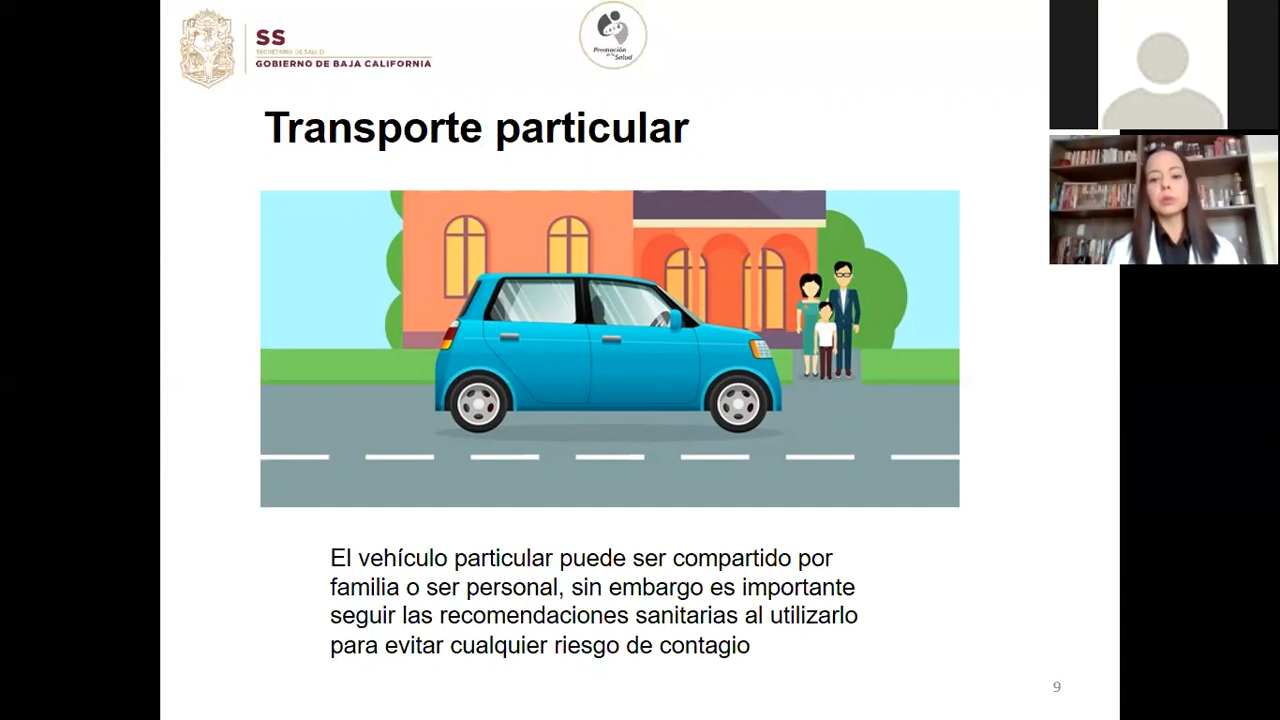 SS
SECRETARÍA DE SALUD
GOBIERNO DE BAJA CALIFORNIA
Promoción
de la
Salud
Transporte particular
El vehículo particular puede ser compartido por
familia o ser personal, sin embargo es importante
seguir las recomendaciones sanitarias al utilizarlo
para evitar cualquier riesgo de contagio
9